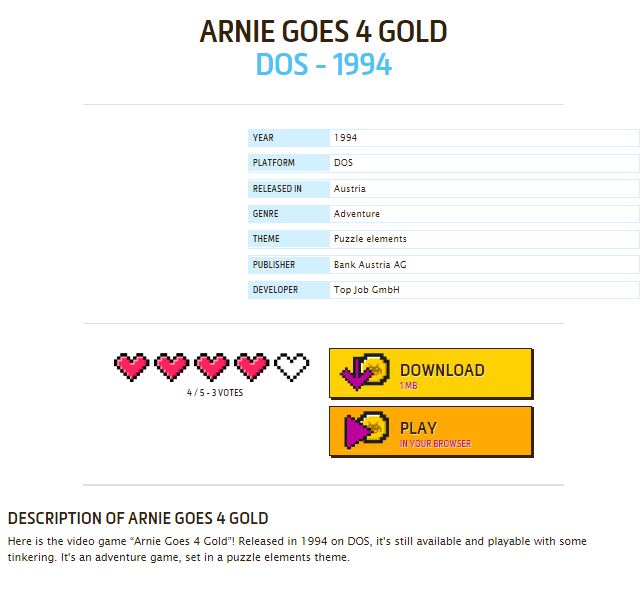 ARNIE GOES 4 GOLD
DOS - 1994
YEAR 1994
PLATFORM DOS
RELEASED IN Austria
GENRE Adventure
THEME Puzzle elements
PUBLISHER Bank Austria AG
DEVELOPER Top Job GmbH
4 / 5 - 3 VOTES
DOWNLOAD
1 MB
PLAY
IN YOUR BROWSER
DESCRIPTION OF ARNIE GOES 4 GOLD
Here is the video game “Arnie Goes 4 Gold”! Released in 1994 on DOS, it's still available and playable with some
tinkering. It's an adventure game, set in a puzzle elements theme.